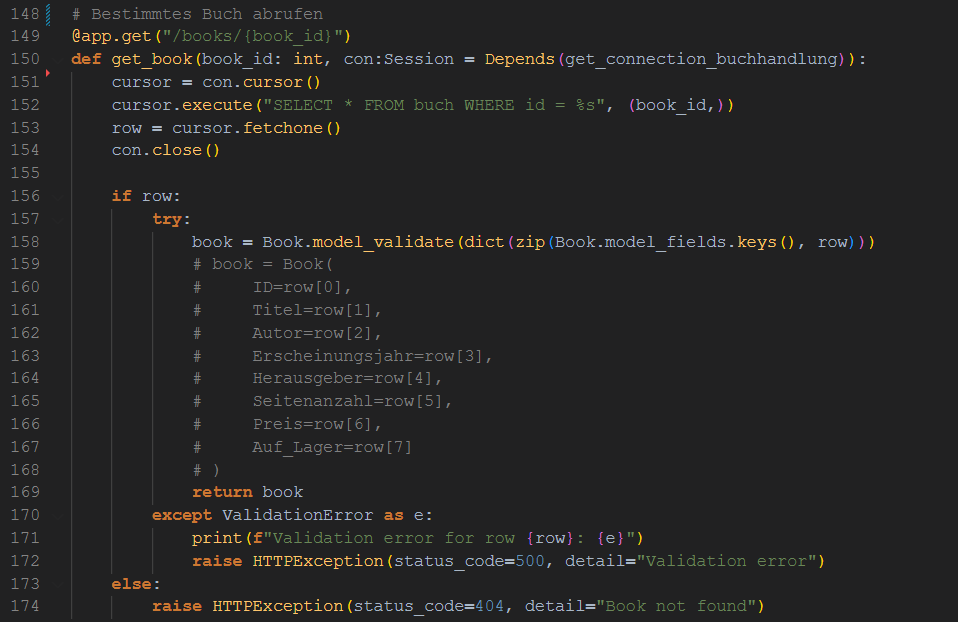 148 # Bestimmtes Buch abrufen
149 @app.get("/books/{book_id}")
150 def get_book(book_id: int, con:Session = Depends(get_connection_buchhandlung)):
151     cursor = con.cursor()
152     cursor.execute("SELECT * FROM buch WHERE id = %s", (book_id,))
153     row = cursor.fetchone()
154     con.close()
155
156     if row:
157         try:
158             book = Book.model_validate(dict(zip(Book.model_fields.keys(), row)))
159             # book = Book(
160             #     ID=row[0],
161             #     Titel=row[1],
162             #     Autor=row[2],
163             #     Erscheinungsjahr=row[3],
164             #     Herausgeber=row[4],
165             #     Seitenanzahl=row[5],
166             #     Preis=row[6],
167             #     Auf_Lager=row[7]
168             # )
169             return book
170         except ValidationError as e:
171             print(f"Validation error for row {row}: {e}")
172             raise HTTPException(status_code=500, detail="Validation error")
173     else:
174         raise HTTPException(status_code=404, detail="Book not found")